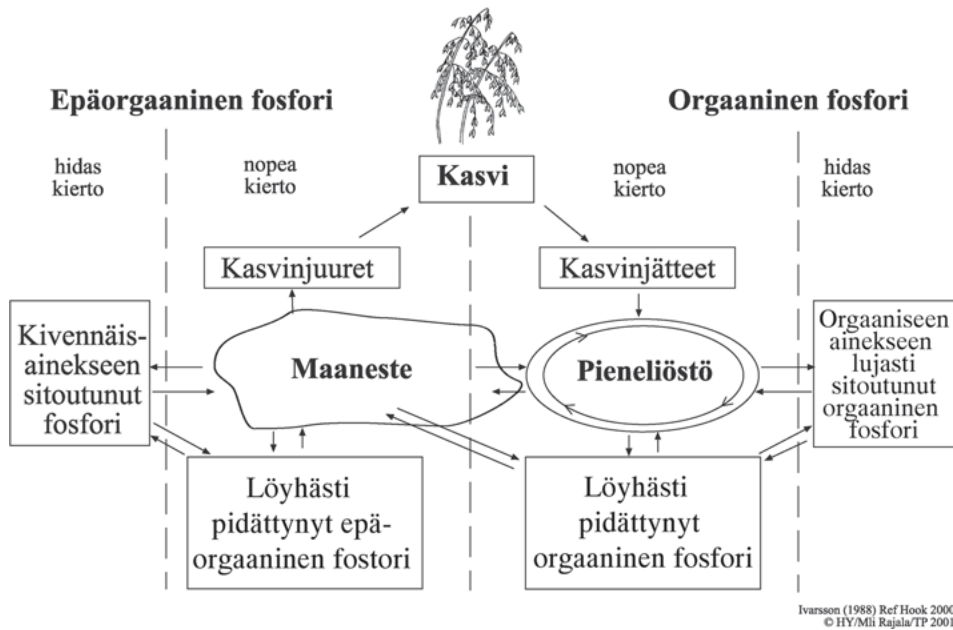 Epäorgaaninen fosfori
Orgaaninen fosfori
hidas
kierto
nopea
kierto
Kasvi
nopea
kierto
hidas
kierto
Kasvinjuuret
Kasvinjätteet
Kivennäis-
ainekseen
sitoutunut
fosfori
Maaneste
Pieneliöstö
Orgaaniseen
ainekseen
lujasti
sitoutunut
orgaaninen
fosfori
Löyhästi
pidättynyt epä-
orgaaninen fostori
Löyhästi
pidättynyt
orgaaninen fosfori
Ivarsson (1988) Ref Hook 2000
© HY/Mli Rajala/TP 2001